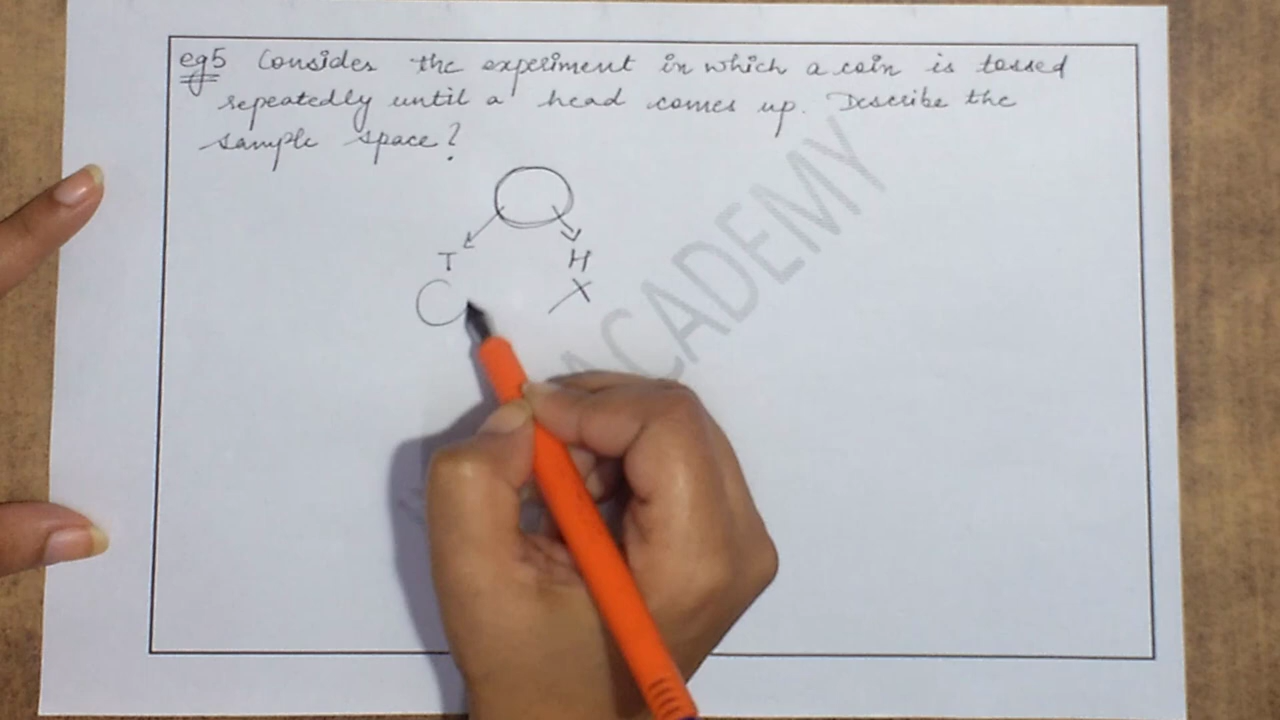 eg5 Consider the experiment in which a coin is tossed
repeatedly until a head comes up. Describe the
sample space?
T H
ACADEMY